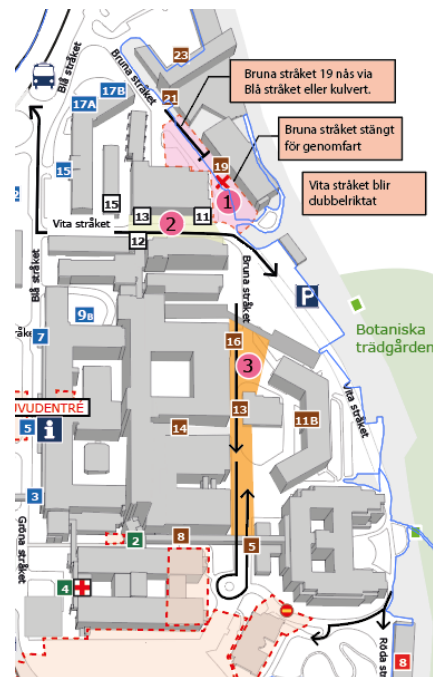 23
Bruna stråket 19 nås via
Blå stråket eller kulvert.
Bruna stråket
Blå stråket
17B
17A
21
Bruna stråket stängt
för genomfart
19
15
1
Vita stråket blir
dubbelriktat
15
13
11
Vita stråket
2
12
Blå stråket
Bruna stråket
P
9B
Botaniska
trädgården
7
16
3
Vita stråket
13
11B
VUDENTRÉ
14
5
i
3
Gröna stråket
2
8
5
4
Röda st
8